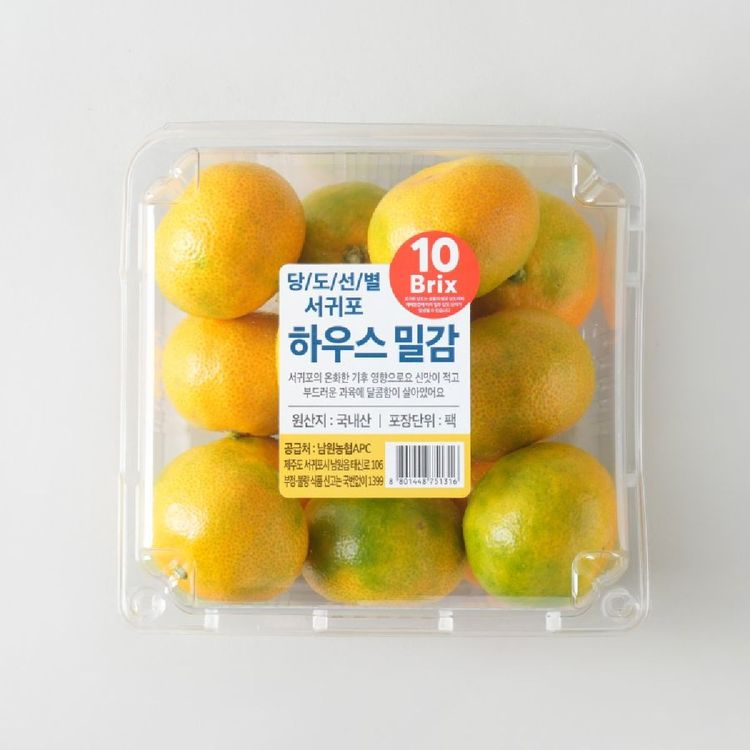 10
Brix
당/도/선/별
서귀포
하우스 밀감
서귀포의 온화한 기후 영향으로요 신맛이 적고
부드러운 과육에 달콤함이 살아있어요
원산지 : 국내산 | 포장단위 : 팩
공급처 : 남원농협APC
제주도 서귀포시 남원읍 태신로 106
부정·불량 식품 신고는 국번없이 1399
8 801448 751316